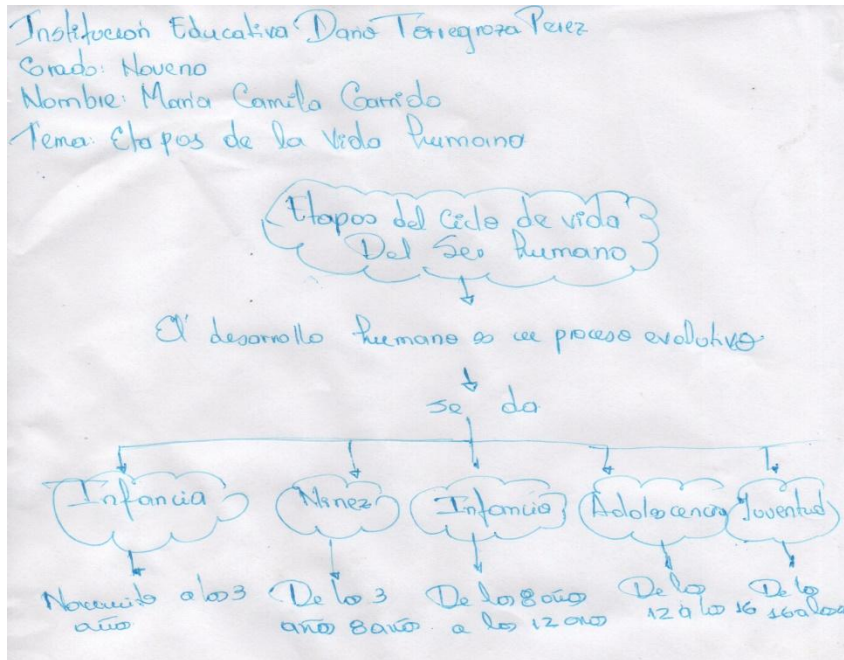 Institucion Educativa Dario Torregroza Perez
Grado: Noveno
Nombre: Maria Camila Garrido
Tema: Etapas de la Vida humana
Etapas del Ciclo de vida
Del Ser humano
El desarrollo humano es un proceso evolutivo
se da
Infancia
Ninez
Infancia
Adolescencia
Juventud
Nacimiento a los 3
años
De los 3
años 8 años
De los 8 años
a los 12 años
De los
12 a los 16
De los
16 a los